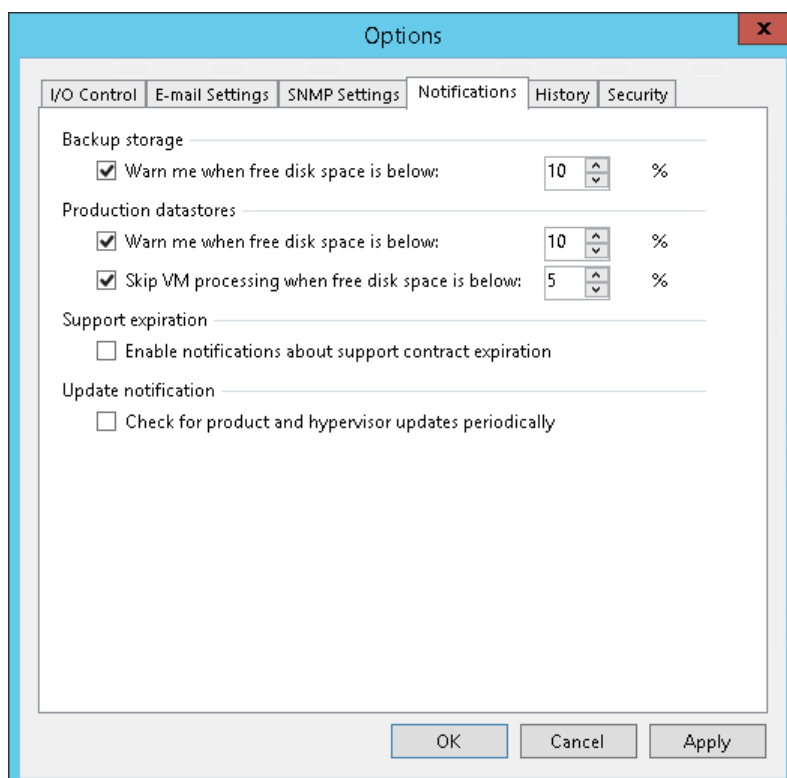 Options
x
I/O Control E-mail Settings SNMP Settings Notifications History Security
Backup storage
Warn me when free disk space is below: 10 %
Production datastores
Warn me when free disk space is below: 10 %
Skip VM processing when free disk space is below: 5 %
Support expiration
Enable notifications about support contract expiration
Update notification
Check for product and hypervisor updates periodically
OK Cancel Apply